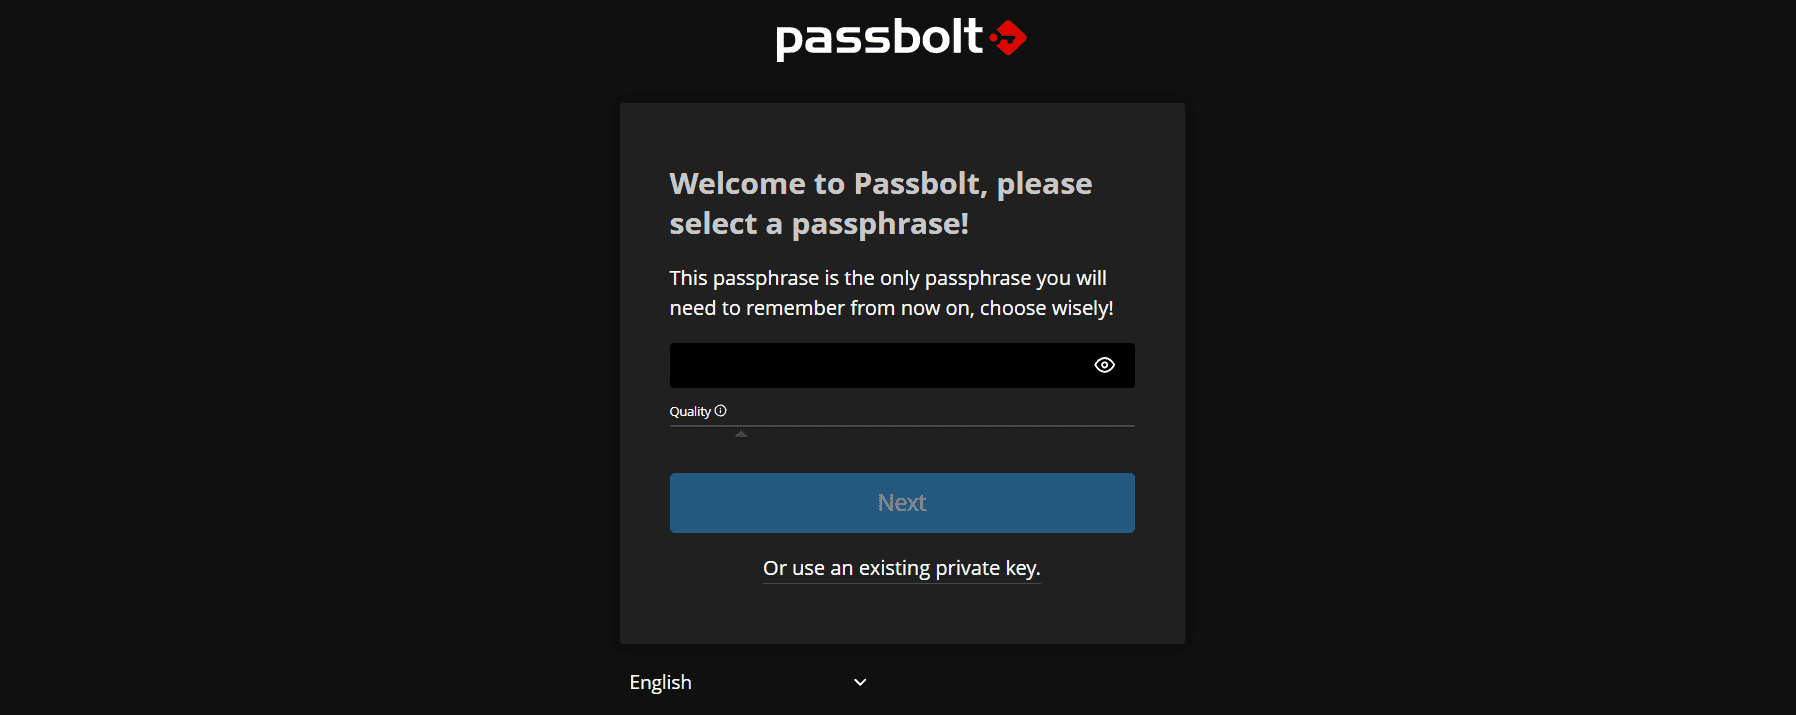 passbolt
Welcome to Passbolt, please
select a passphrase!
This passphrase is the only passphrase you will
need to remember from now on, choose wisely!
Quality
Next
Or use an existing private key.
English